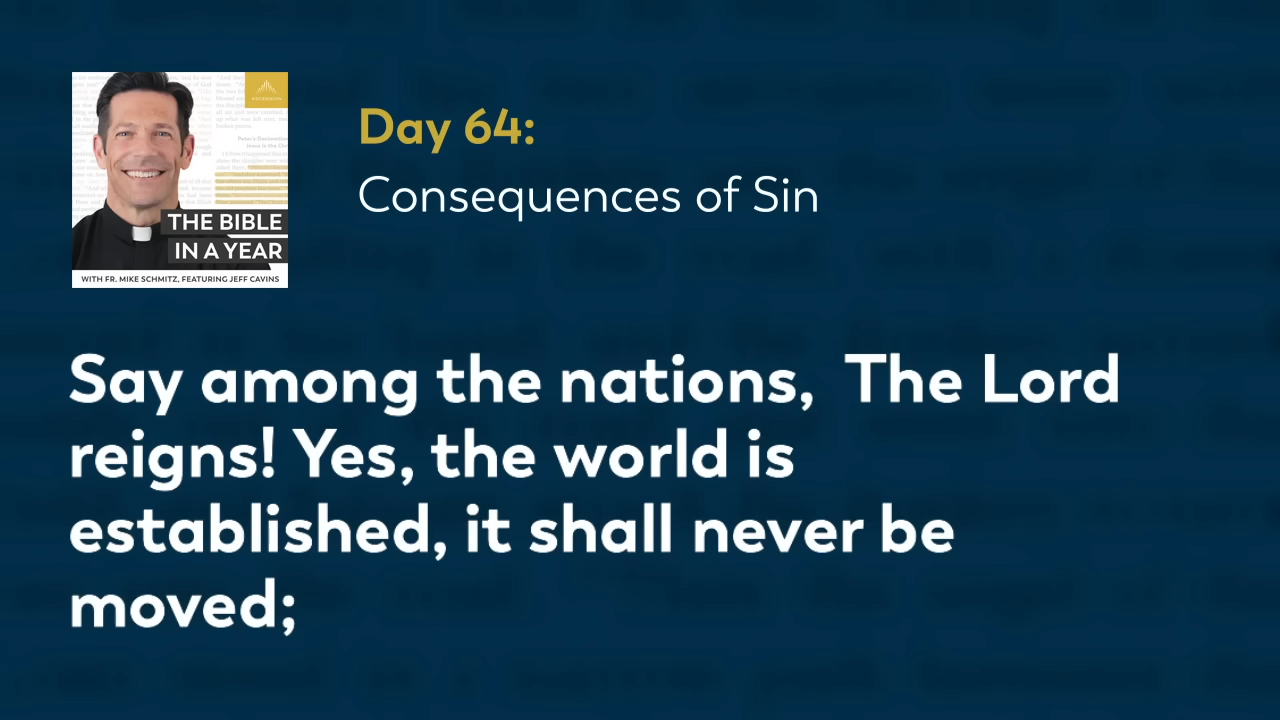 ASCENSION
THE BIBLE
IN A YEAR
WITH FR. MIKE SCHMITZ, FEATURING JEFF CAVINS
Day 64:
Consequences of Sin
Say among the nations,  The Lord
reigns! Yes, the world is
established, it shall never be
moved;